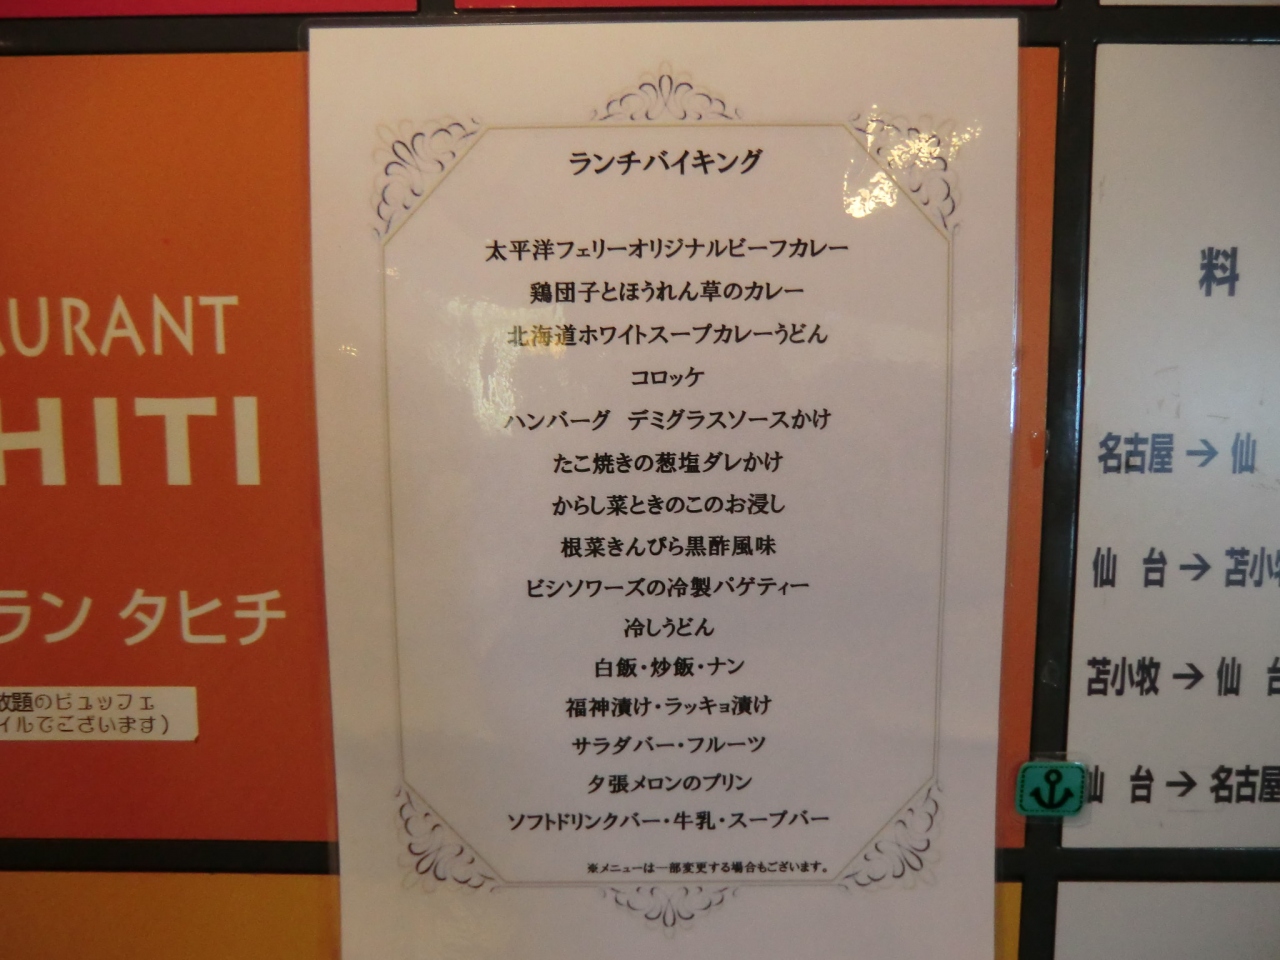 ランチバイキング
太平洋フェリーオリジナルビーフカレー
鶏団子とほうれん草のカレー
北海道ホワイトスープカレーうどん
コロッケ
ハンバーグ　デミグラスソースかけ
たこ焼きの葱塩ダレかけ
からし菜ときのこのお浸し
根菜きんぴら黒酢風味
ビシソワーズの冷製パゲティー
冷しうどん
白飯・炒飯・ナン
福神漬け・ラッキョ漬け
サラダバー・フルーツ
夕張メロンのプリン
ソフトドリンクバー・牛乳・スープバー
※メニューは一部変更する場合もございます。
URANT
HITI
ラン タヒチ
放題のビュッフェ
イルでございます）
料
名古屋 → 仙
仙 台 → 苫小牧
苫小牧 → 仙 台
仙 台 → 名古屋